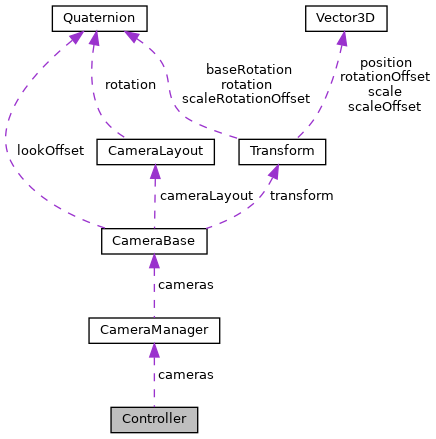 Quaternion
Vector3D
position
rotationOffset
scale
scaleOffset
baseRotation
rotation
scaleRotationOffset
rotation
lookOffset
CameraLayout
Transform
cameraLayout
transform
CameraBase
cameras
CameraManager
cameras
Controller